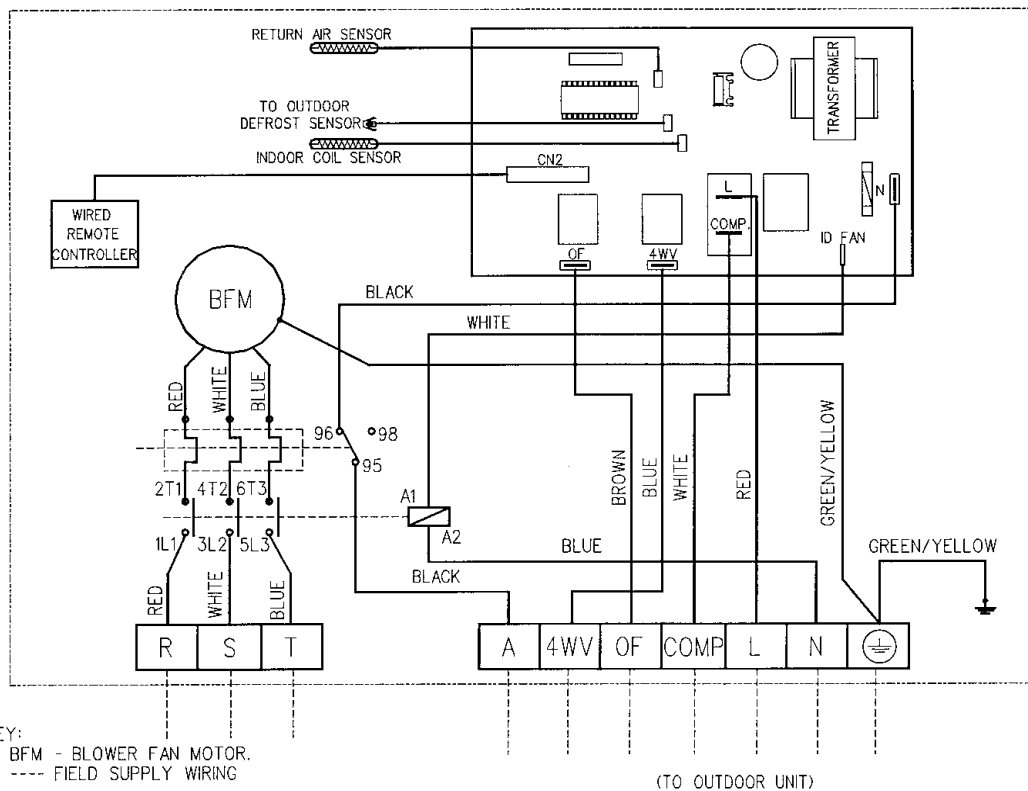 RETURN AIR SENSOR
TRANSFORMER
TO OUTDOOR
DEFROST SENSOR
INDOOR COIL SENSOR
CN2
L
N
WIRED
REMOTE
CONTROLLER
COMP.
ID FAN
OF
4WV
BFM
BLACK
WHITE
RED
WHITE
BLUE
96
98
95
2T1
4T2
6T3
A1
A2
1L1
3L2
5L3
BROWN
BLUE
WHITE
RED
GREEN/YELLOW
BLUE
GREEN/YELLOW
BLACK
RED
WHITE
BLUE
R
S
T
A
4WV
OF
COMP
L
N
EY:
BFM - BLOWER FAN MOTOR.
---- FIELD SUPPLY WIRING
(TO OUTDOOR UNIT)